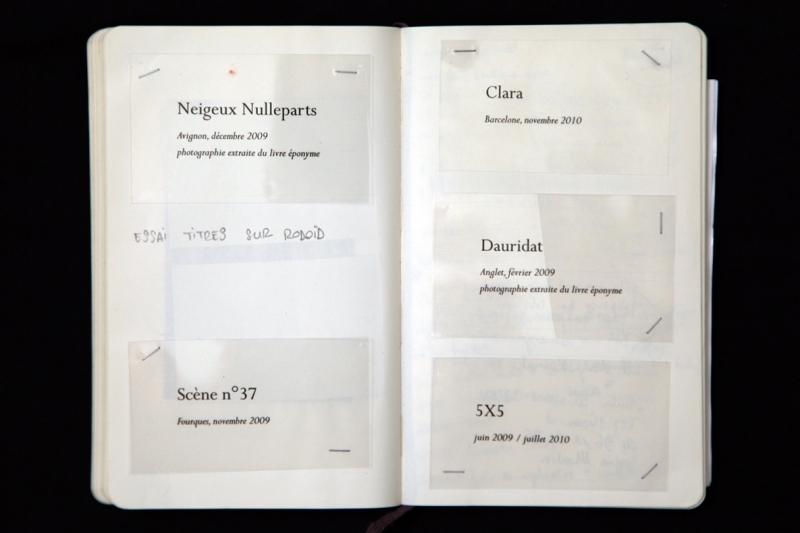 Neigeux Nulleparts
Avignon, décembre 2009
photographie extraite du livre éponyme
ESSAI TITRES SUR RODOÏD
Scène n°37
Fourques, novembre 2009
Clara
Barcelone, novembre 2010
Dauridat
Anglet, février 2009
photographie extraite du livre éponyme
5X5
juin 2009 / juillet 2010